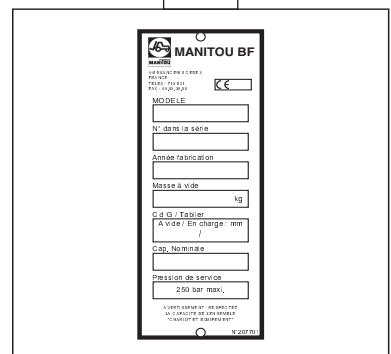 MANITOU BF
MANITOU
FRANCE
CE
MODELE
N° dans la série
Année fabrication
Masse à vide
kg
C d G / Tablier
A vide / En charge: mm
/
Cap. Nominale
Pression de service
250 bar maxi.
AVERTISSEMENT: RESPECTEZ
LA CAPACITE DE L'ENSEMBLE
"CHARIOT ET EQUIPEMENT"